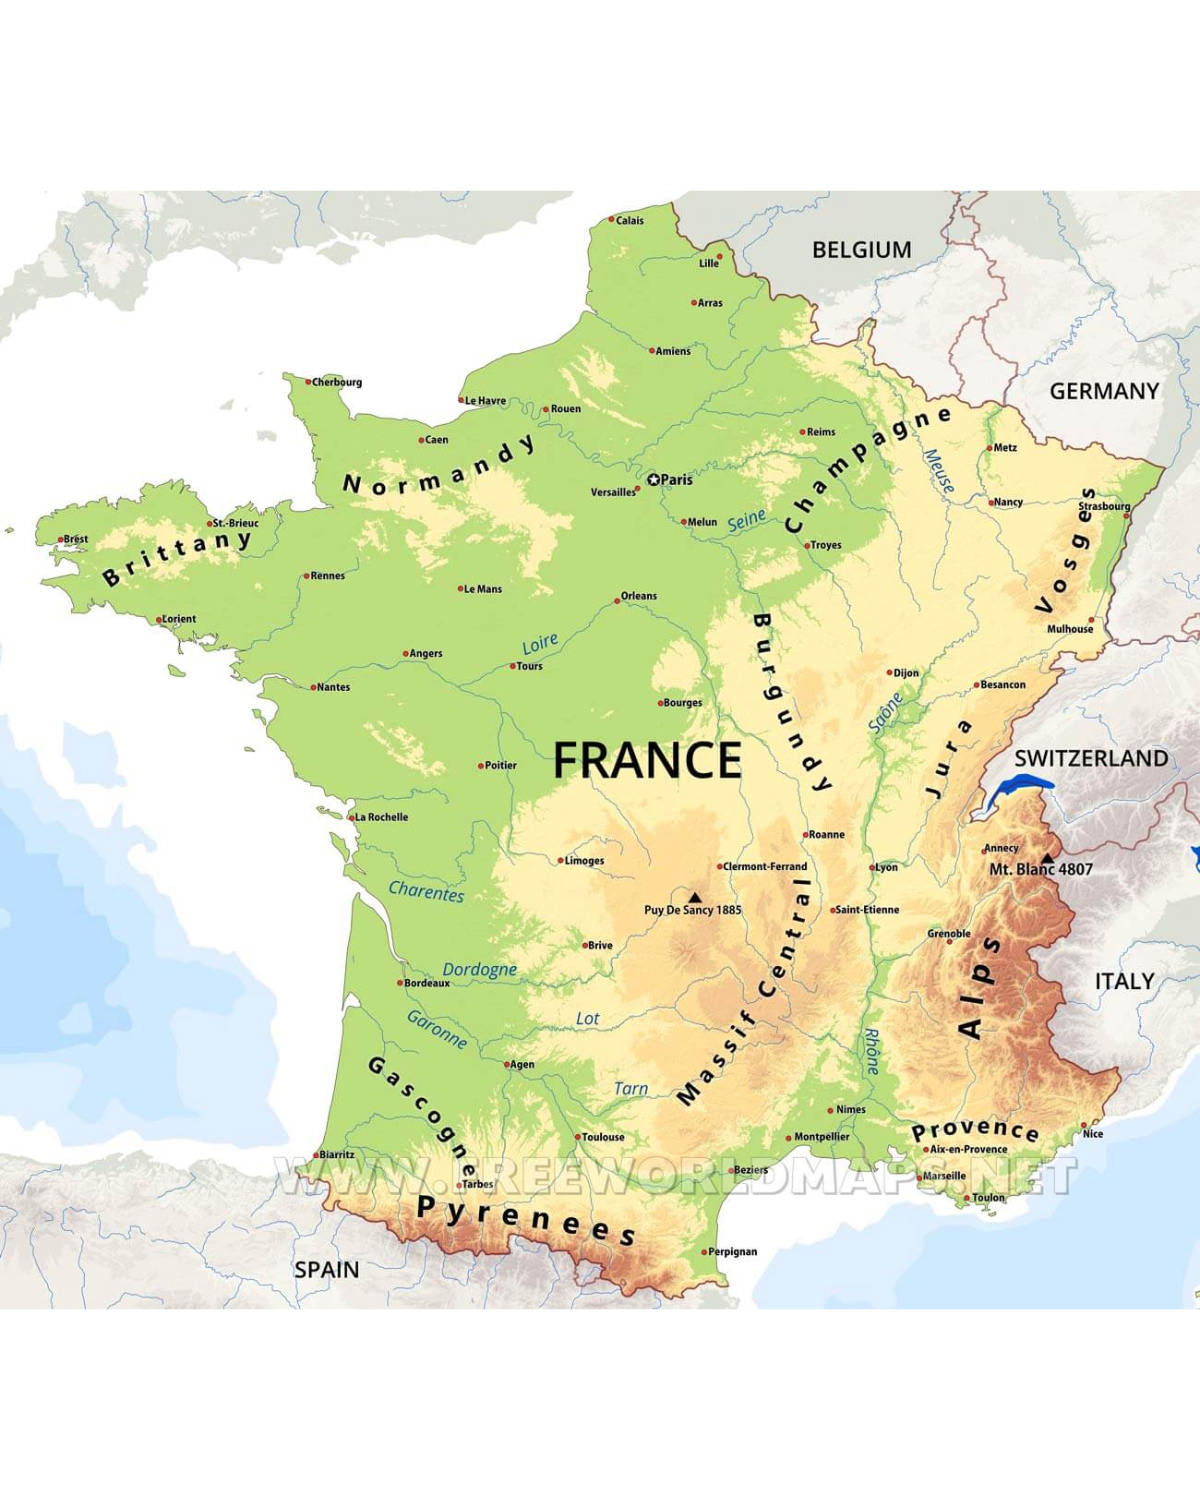 Calais
BELGIUM
Lille
Arras
Amiens
Cherbourg
GERMANY
Le Havre
Rouen
Caen
Reims
Champagne
Normandy
Metz
Meuse
Paris
Versailles
Nancy
Strasbourg
Melun
Seine
St.-Brieuc
Brest
Brittany
Troyes
Vosges
Rennes
Le Mans
Orleans
Lorient
Mulhouse
Burgundy
Loire
Angers
Tours
Dijon
Besancon
Nantes
Bourges
Saône
Jura
FRANCE
SWITZERLAND
Poitier
La Rochelle
Roanne
Annecy
Limoges
Clermont-Ferrand
Lyon
Mt. Blanc 4807
Charentes
Puy De Sancy 1885
Saint-Etienne
Grenoble
Brive
Massif Central
Alps
Dordogne
Bordeaux
ITALY
Garonne
Lot
Rhône
Agen
Gascogne
Tarn
Nimes
Provence
Nice
Toulouse
Montpellier
Aix-en-Provence
Biarritz
WWW.FREEWORLDMAPS.NET
Beziers
Marseille
Tarbes
Toulon
Pyrenees
Perpignan
SPAIN